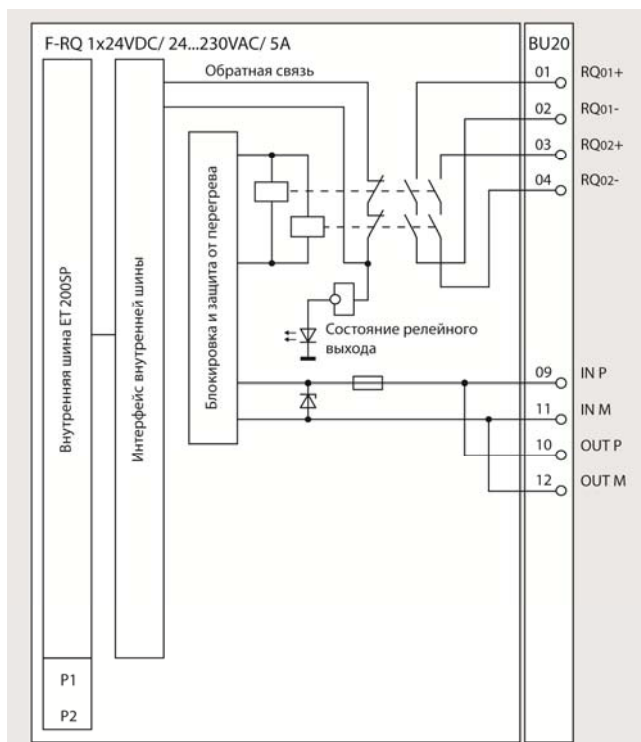 F-RQ 1x24VDC/ 24...230VAC/ 5A
BU20
Обратная связь
01 RQ01+
02 RQ01-
03 RQ02+
04 RQ02-
Внутренняя шина ET 200SP
Интерфейс внутренней шины
Блокировка и защита от перегрева
Состояние релейного
выхода
09 IN P
11 IN M
10 OUT P
12 OUT M
P1
P2